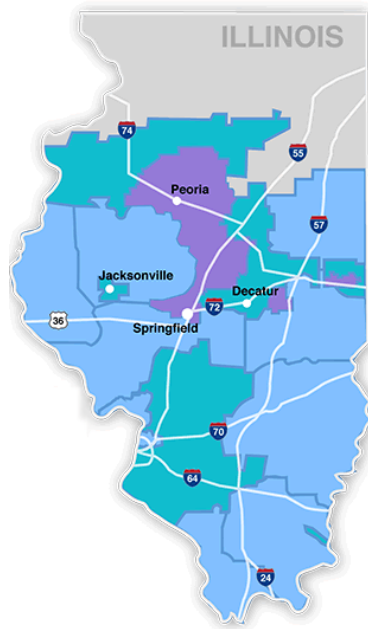 ILLINOIS
74
55
Peoria
57
Jacksonville
Decatur
72
36
Springfield
70
64
24